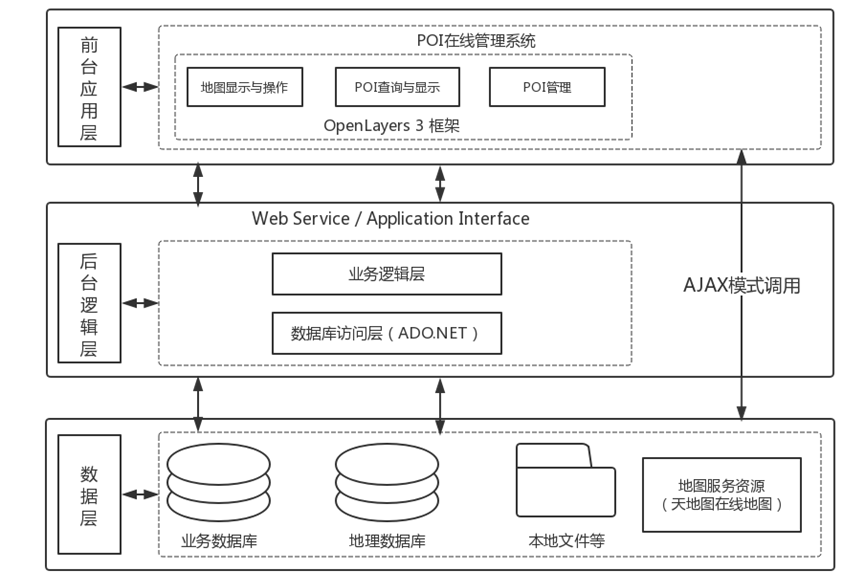 前台应用层
POI在线管理系统
地图显示与操作
POI查询与显示
POI管理
OpenLayers 3 框架
Web Service / Application Interface
后台逻辑层
业务逻辑层
数据库访问层（ADO.NET）
AJAX模式调用
数据层
业务数据库
地理数据库
本地文件等
地图服务资源
（天地图在线地图）